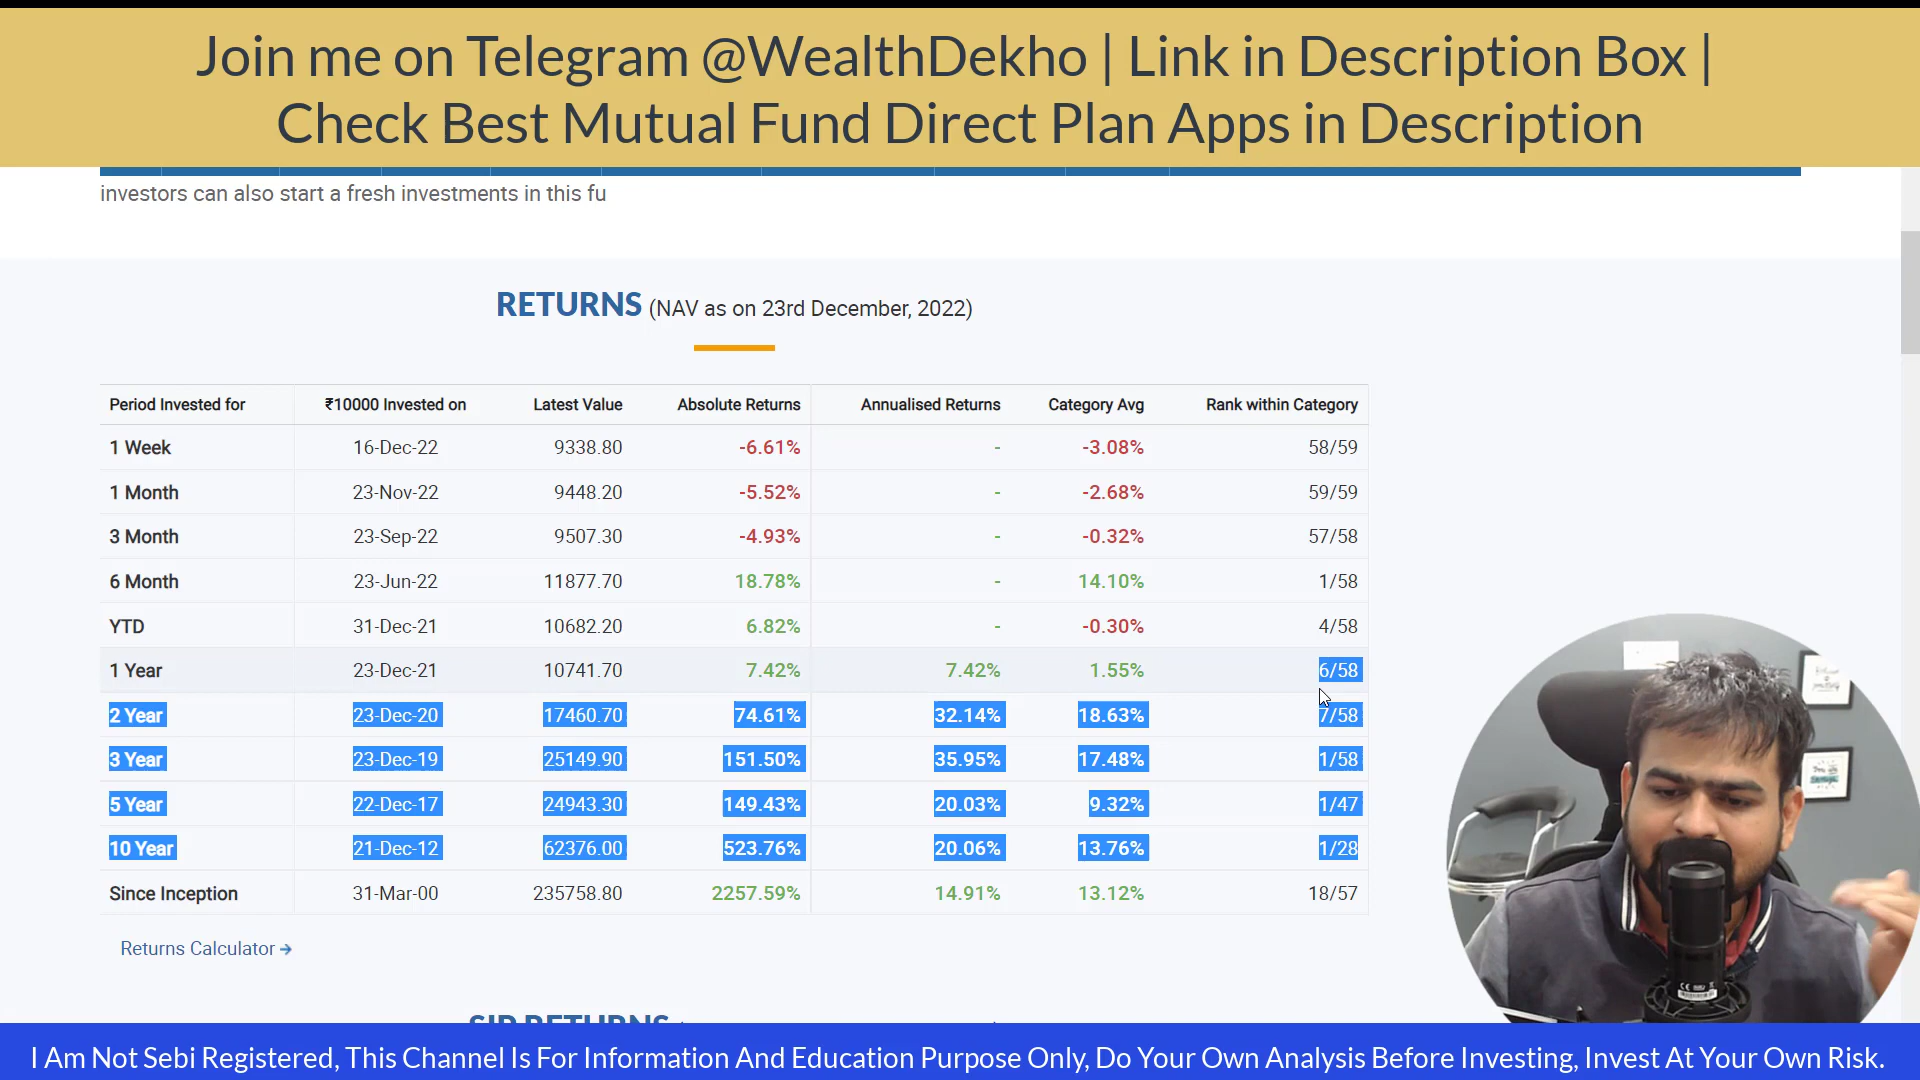 Join me on Telegram @WealthDekho | Link in Description Box |
Check Best Mutual Fund Direct Plan Apps in Description
investors can also start a fresh investments in this fu
RETURNS (NAV as on 23rd December, 2022)
Period Invested for ₹10000 Invested on Latest Value Absolute Returns Annualised Returns Category Avg Rank within Category
1 Week 16-Dec-22 9338.80 -6.61% - -3.08% 58/59
1 Month 23-Nov-22 9448.20 -5.52% - -2.68% 59/59
3 Month 23-Sep-22 9507.30 -4.93% - -0.32% 57/58
6 Month 23-Jun-22 11877.70 18.78% - 14.10% 1/58
YTD 31-Dec-21 10682.20 6.82% - -0.30% 4/58
1 Year 23-Dec-21 10741.70 7.42% 7.42% 1.55% 6/58
2 Year 23-Dec-20 17460.70 74.61% 32.14% 18.63% 7/58
3 Year 23-Dec-19 25149.90 151.50% 35.95% 17.48% 1/58
5 Year 22-Dec-17 24943.30 149.43% 20.03% 9.32% 1/47
10 Year 21-Dec-12 62376.00 523.76% 20.06% 13.76% 1/28
Since Inception 31-Mar-00 235758.80 2257.59% 14.91% 13.12% 18/57
Returns Calculator →
SIP RETURNS
I Am Not Sebi Registered, This Channel Is For Information And Education Purpose Only, Do Your Own Analysis Before Investing, Invest At Your Own Risk.